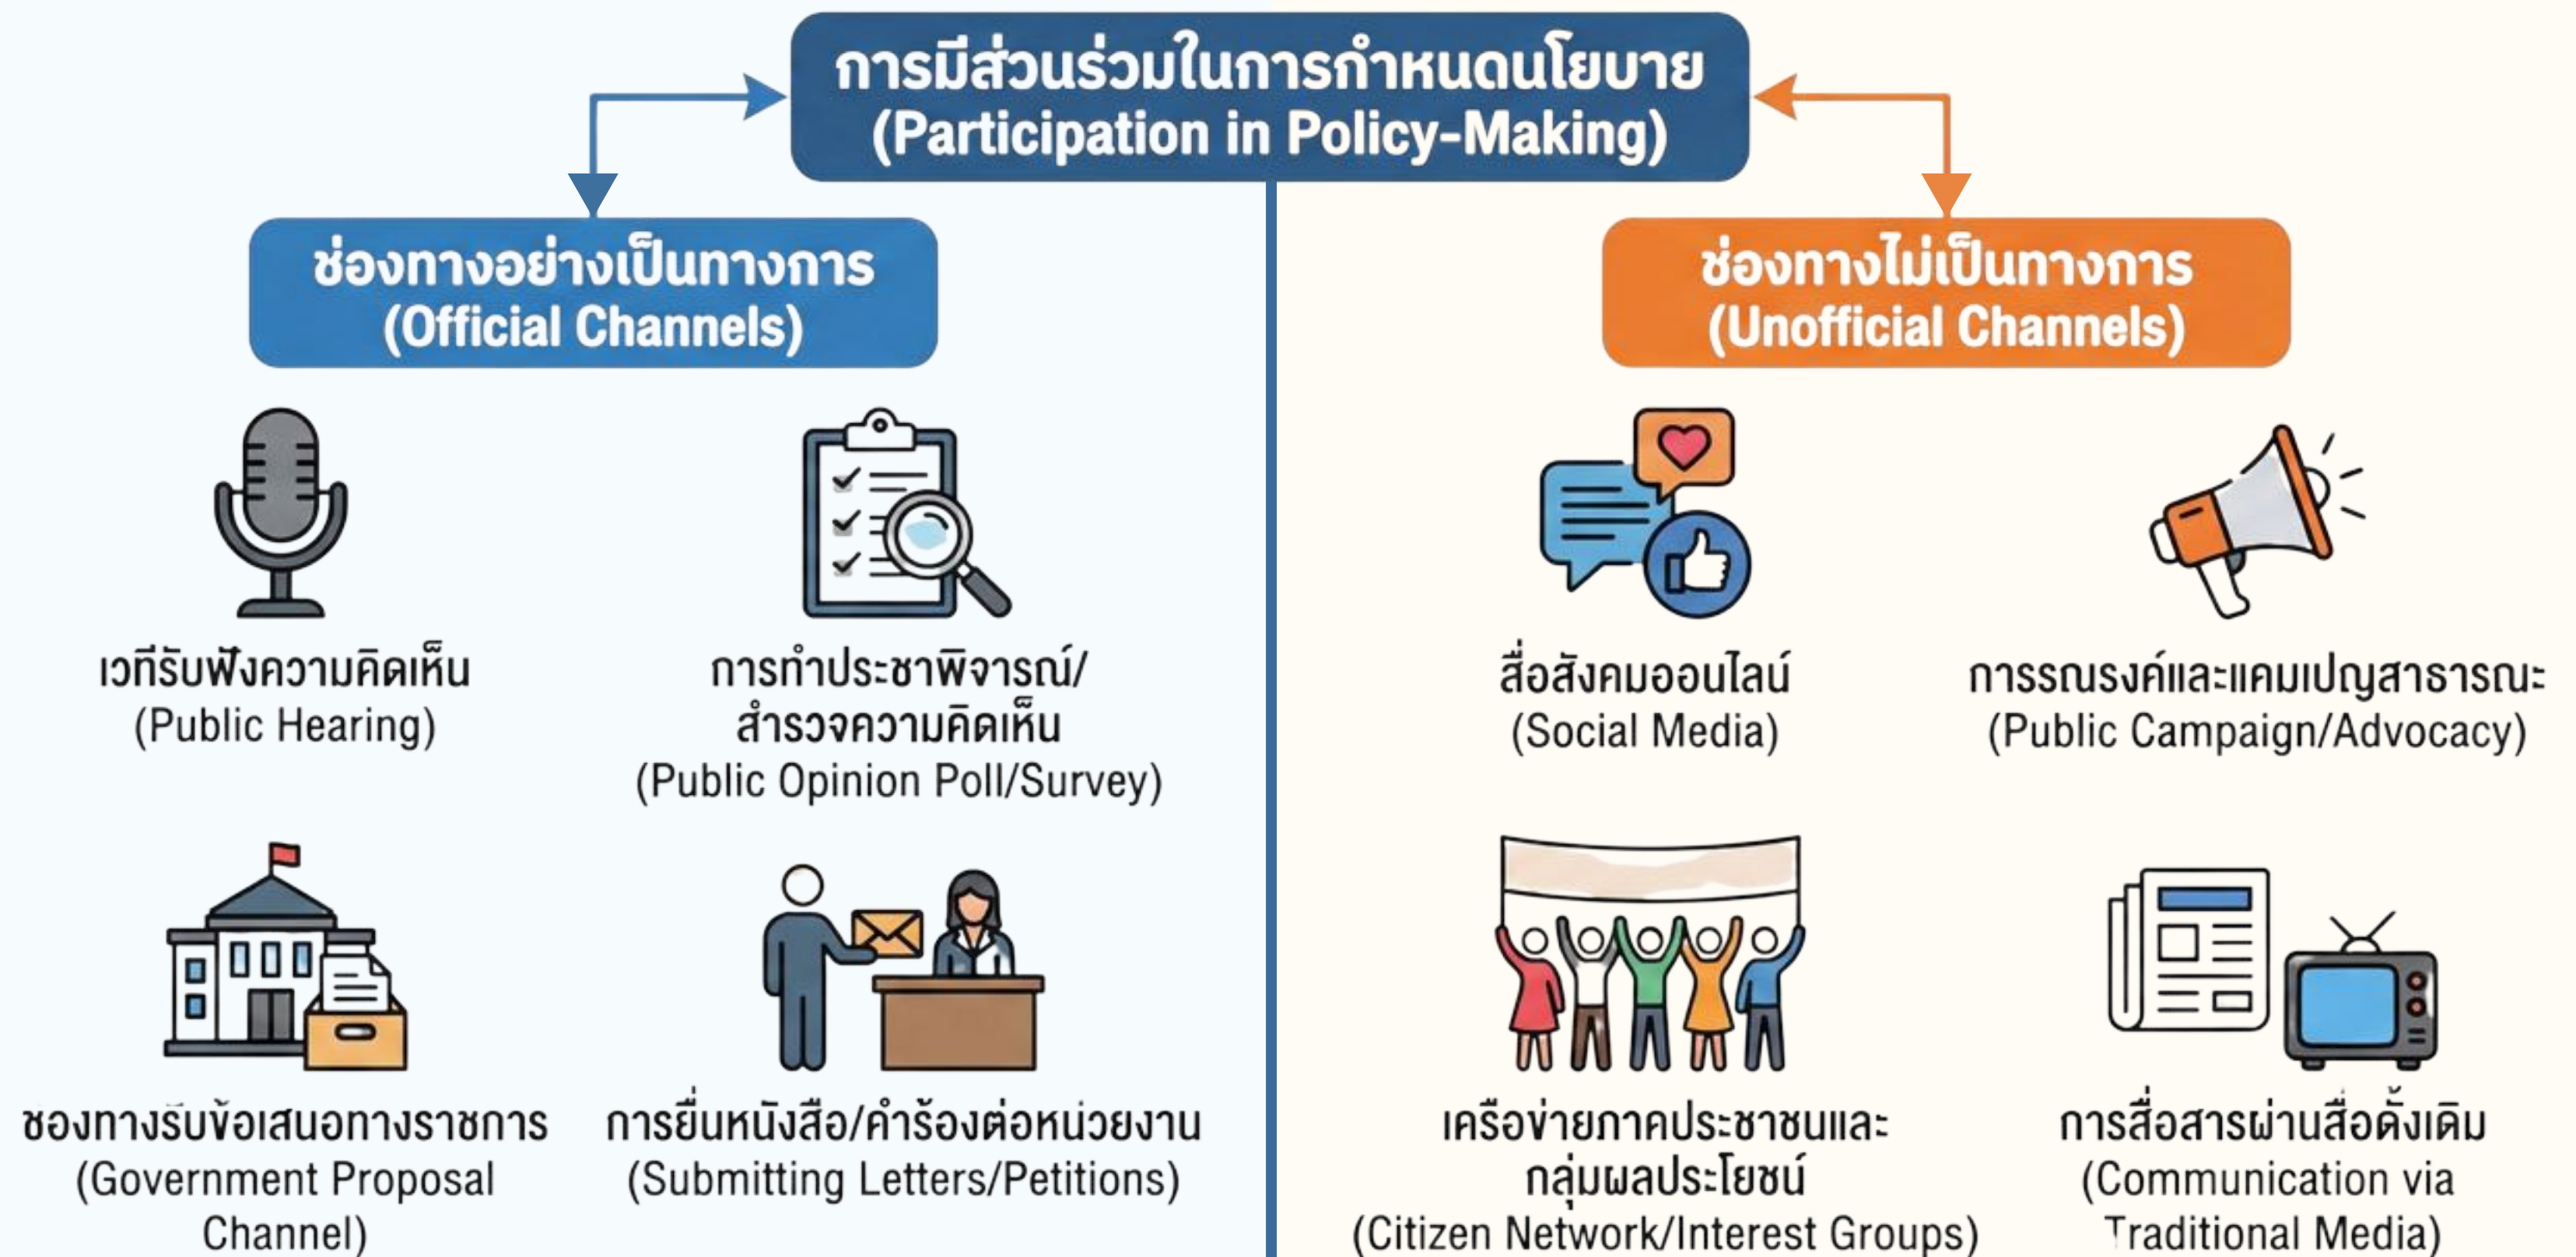 การมีส่วนร่วมในการกำหนดนโยบาย
(Participation in Policy-Making)
ช่องทางอย่างเป็นทางการ
(Official Channels)
เวทีรับฟังความคิดเห็น
(Public Hearing)
การทำประชาพิจารณ์/
สำรวจความคิดเห็น
(Public Opinion Poll/Survey)
ชองทางรับข้อเสนอทางราชการ
(Government Proposal
Channel)
การยื่นหนังสือ/คำร้องต่อหน่วยงาน
(Submitting Letters/Petitions)
ช่องทางไม่เป็นทางการ
(Unofficial Channels)
สื่อสังคมออนไลน์
(Social Media)
การรณรงค์และแคมเปญสาธารณะ
(Public Campaign/Advocacy)
เครือข่ายภาคประชาชนและ
กลุ่มผลประโยชน์
(Citizen Network/Interest Groups)
การสื่อสารผ่านสื่อดั้งเดิม
(Communication via
Traditional Media)